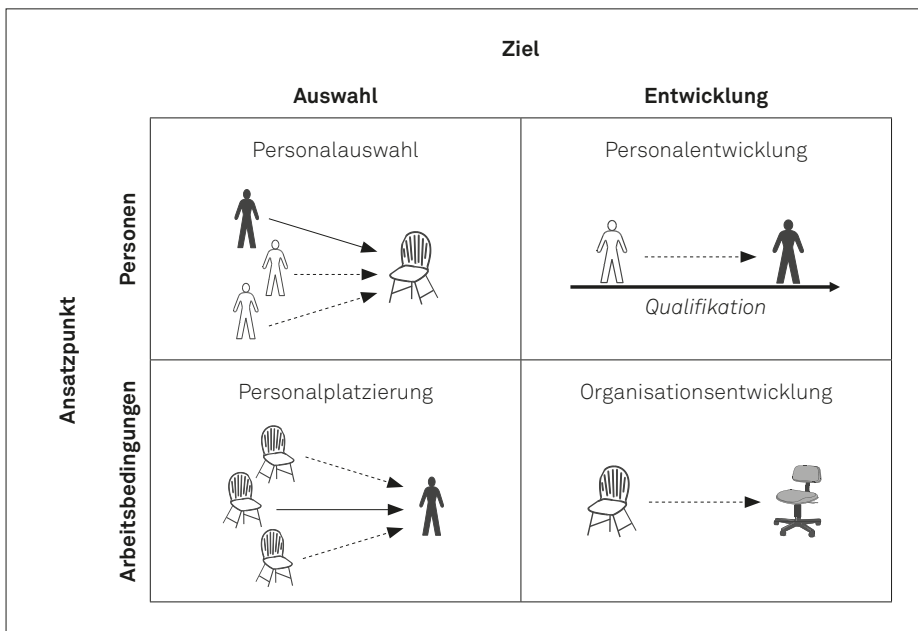 Ziel
Auswahl
Entwicklung
Ansatzpunkt
Personen
Personalauswahl
Personalentwicklung
Qualifikation
Arbeitsbedingungen
Personalplatzierung
Organisationsentwicklung